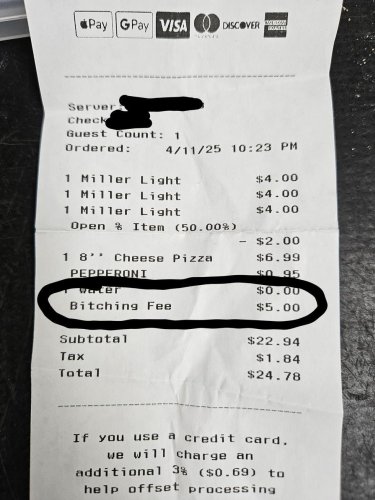 Pay G Pay VISA DISCOVER
Server:
Check
Guest Count: 1
Ordered: 4/11/25 10:23 PM
1 Miller Light $4.00
1 Miller Light $4.00
1 Miller Light $4.00
Open % Item (50.00%)
- $2.00
1 8'' Cheese Pizza $6.99
PEPPERONI $0.95
1 water $0.00
Bitching Fee $5.00
Subtotal $22.94
Tax $1.84
Total $24.78
If you use a credit card,
we will charge an
additional 3% ($0.69) to
help offset processing